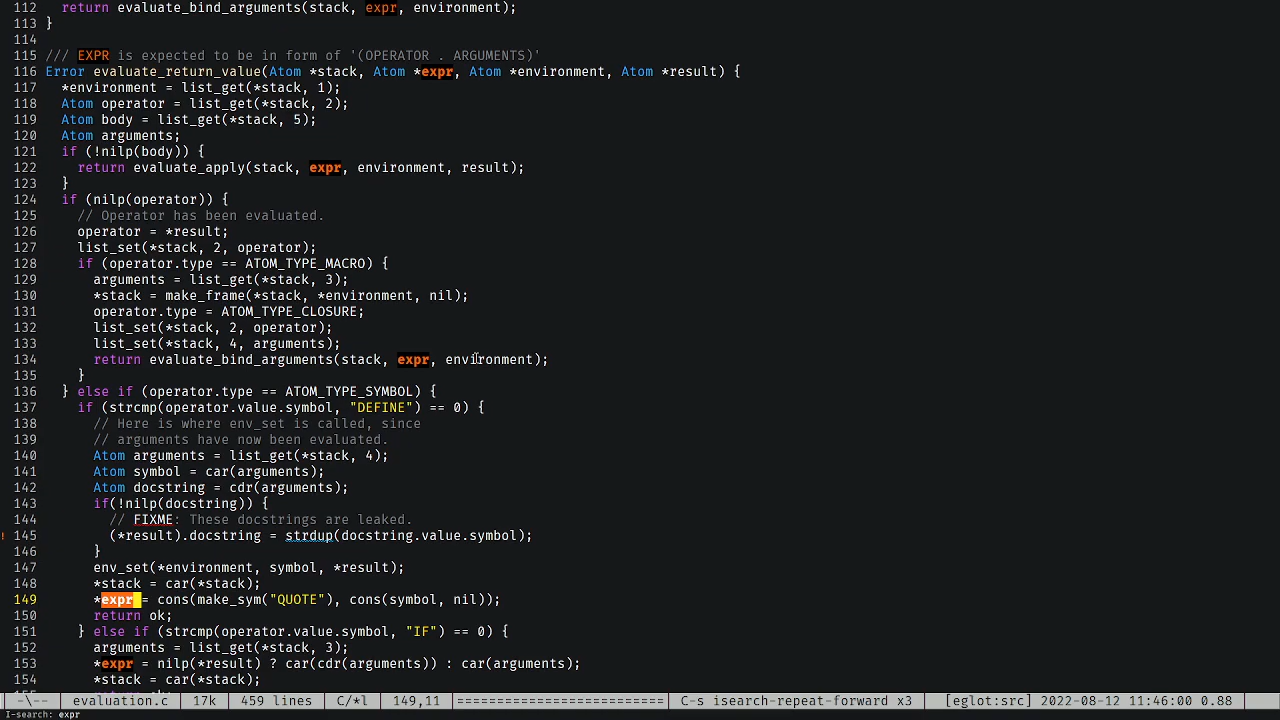 112   return evaluate_bind_arguments(stack, expr, environment);
113 }
114
115 /// EXPR is expected to be in form of '(OPERATOR . ARGUMENTS)'
116 Error evaluate_return_value(Atom *stack, Atom *expr, Atom *environment, Atom *result) {
117   *environment = list_get(*stack, 1);
118   Atom operator = list_get(*stack, 2);
119   Atom body = list_get(*stack, 5);
120   Atom arguments;
121   if (!nilp(body)) {
122     return evaluate_apply(stack, expr, environment, result);
123   }
124   if (nilp(operator)) {
125     // Operator has been evaluated.
126     operator = *result;
127     list_set(*stack, 2, operator);
128     if (operator.type == ATOM_TYPE_MACRO) {
129       arguments = list_get(*stack, 3);
130       *stack = make_frame(*stack, *environment, nil);
131       operator.type = ATOM_TYPE_CLOSURE;
132       list_set(*stack, 2, operator);
133       list_set(*stack, 4, arguments);
134       return evaluate_bind_arguments(stack, expr, environment);
135     }
136   } else if (operator.type == ATOM_TYPE_SYMBOL) {
137     if (strcmp(operator.value.symbol, "DEFINE") == 0) {
138       // Here is where env_set is called, since
139       // arguments have now been evaluated.
140       Atom arguments = list_get(*stack, 4);
141       Atom symbol = car(arguments);
142       Atom docstring = cdr(arguments);
143       if(!nilp(docstring)) {
144         // FIXME: These docstrings are leaked.
! 145         (*result).docstring = strdup(docstring.value.symbol);
146       }
147       env_set(*environment, symbol, *result);
148       *stack = car(*stack);
149       *expr = cons(make_sym("QUOTE"), cons(symbol, nil));
150       return ok;
151     } else if (strcmp(operator.value.symbol, "IF") == 0) {
152       arguments = list_get(*stack, 3);
153       *expr = nilp(*result) ? car(cdr(arguments)) : car(arguments);
154       *stack = car(*stack);
-\-- evaluation.c 17k 459 lines C/*l 149,11 ========================== C-s isearch-repeat-forward x3 [eglot:src] 2022-08-12 11:46:00 0.88
I-search: expr